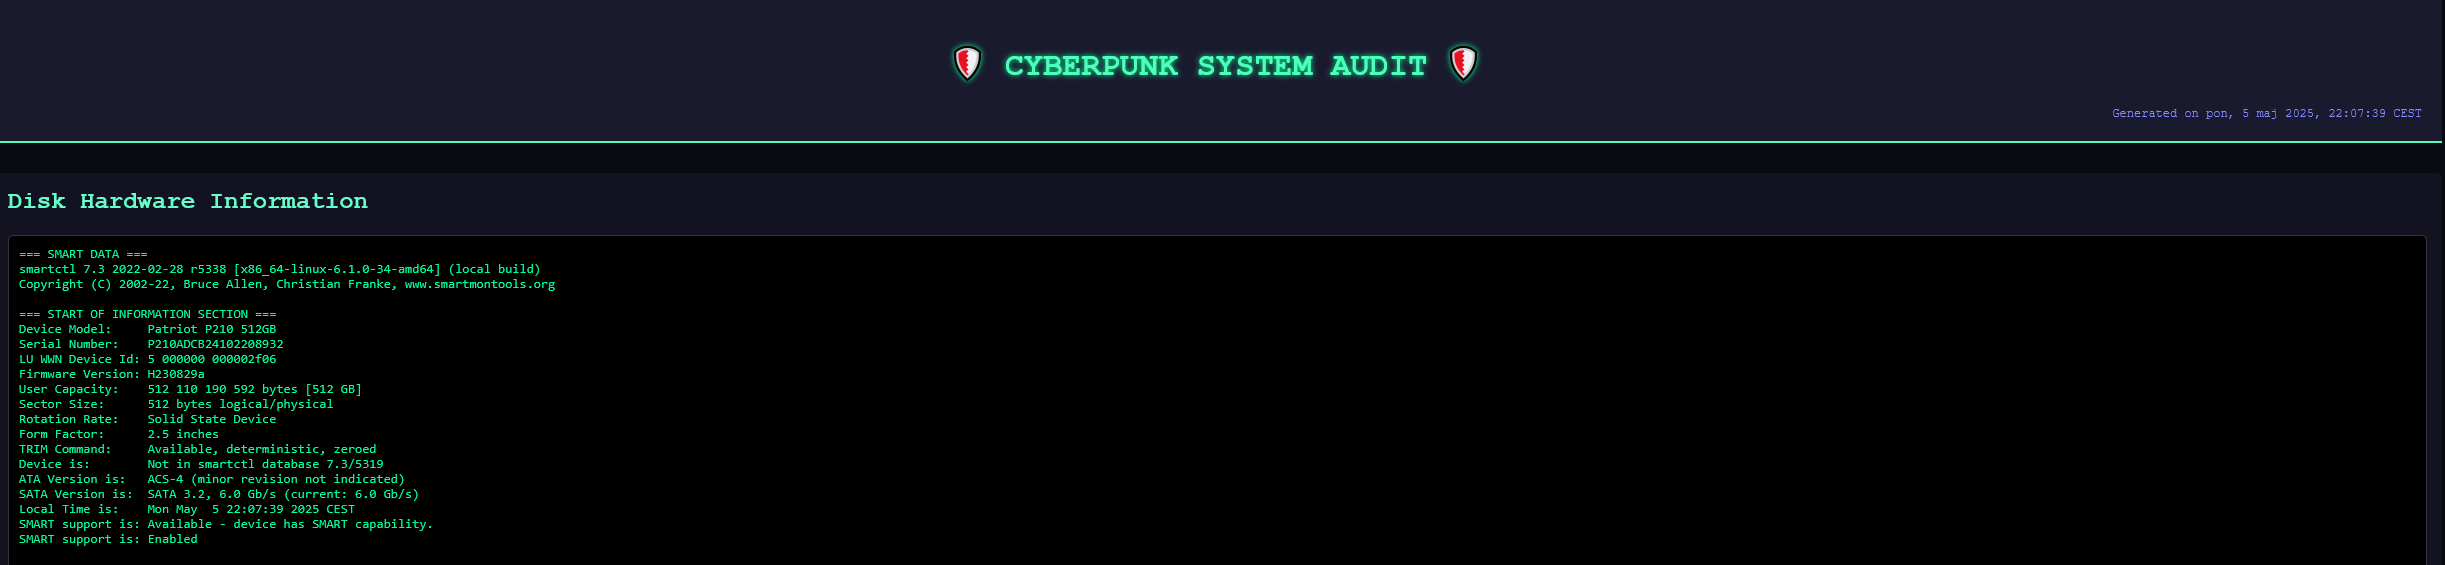 CYBERPUNK SYSTEM AUDIT
Generated on pon, 5 maj 2025, 22:07:39 CEST
Disk Hardware Information
=== SMART DATA ===
smartctl 7.3 2022-02-28 r5338 [x86_64-linux-6.1.0-34-amd64] (local build)
Copyright (C) 2002-22, Bruce Allen, Christian Franke, www.smartmontools.org
=== START OF INFORMATION SECTION ===
Device Model:     Patriot P210 512GB
Serial Number:    P210ADCB24102208932
LU WWN Device Id: 5 000000 000002f06
Firmware Version: H230829a
User Capacity:    512 110 190 592 bytes [512 GB]
Sector Size:      512 bytes logical/physical
Rotation Rate:    Solid State Device
Form Factor:      2.5 inches
TRIM Command:     Available, deterministic, zeroed
Device is:        Not in smartctl database 7.3/5319
ATA Version is:   ACS-4 (minor revision not indicated)
SATA Version is:  SATA 3.2, 6.0 Gb/s (current: 6.0 Gb/s)
Local Time is:    Mon May  5 22:07:39 2025 CEST
SMART support is: Available - device has SMART capability.
SMART support is: Enabled